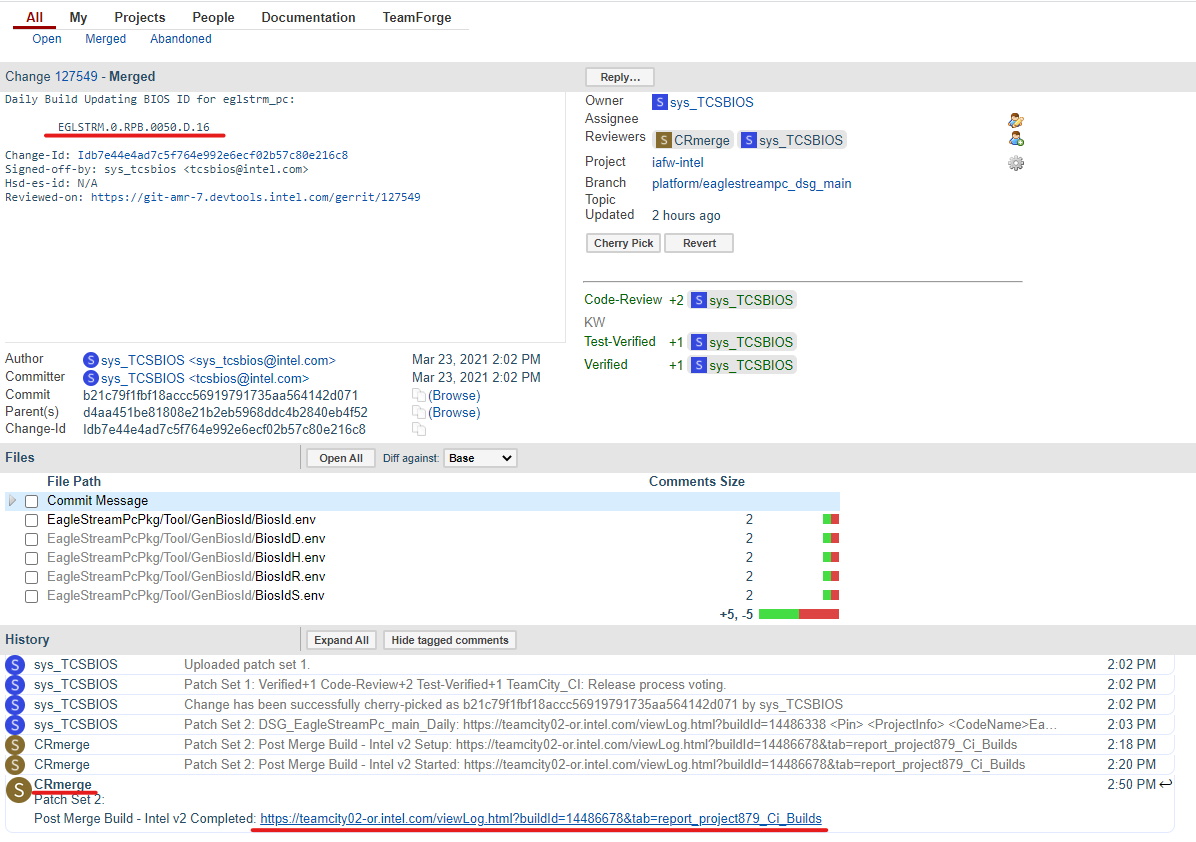 All My Projects People Documentation TeamForge
Open Merged Abandoned
Change 127549 - Merged
Reply…
Daily Build Updating BIOS ID for eglstrm_pc:
EGLSTRM.0.RPB.0050.D.16
Change-Id: Idb7e44e4ad7c5f764e992e6ecf02b57c80e216c8
Signed-off-by: sys_tcsbios <tcsbios@intel.com>
Hsd-es-id: N/A
Reviewed-on: https://git-amr-7.devtools.intel.com/gerrit/127549
Owner S sys_TCSBIOS
Assignee
Reviewers S CRmerge S sys_TCSBIOS
Project iafw-intel
Branch platform/eaglestreampc_dsg_main
Topic
Updated 2 hours ago
Cherry Pick Revert
Code-Review +2 S sys_TCSBIOS
KW
Test-Verified +1 S sys_TCSBIOS
Verified +1 S sys_TCSBIOS
Author S sys_TCSBIOS <sys_tcsbios@intel.com> Mar 23, 2021 2:02 PM
Committer S sys_TCSBIOS <tcsbios@intel.com> Mar 23, 2021 2:02 PM
Commit b21c79f1fbf18accc56919791735aa564142d071 (Browse)
Parent(s) d4aa451be81808e21b2eb5968ddc4b2840eb4f52 (Browse)
Change-Id Idb7e44e4ad7c5f764e992e6ecf02b57c80e216c8
Files Open All Diff against: Base
File Path Comments Size
Commit Message
EagleStreamPcPkg/Tool/GenBiosId/BiosId.env 2
EagleStreamPcPkg/Tool/GenBiosId/BiosIdD.env 2
EagleStreamPcPkg/Tool/GenBiosId/BiosIdH.env 2
EagleStreamPcPkg/Tool/GenBiosId/BiosIdR.env 2
EagleStreamPcPkg/Tool/GenBiosId/BiosIdS.env 2
+5, -5
History Expand All Hide tagged comments
S sys_TCSBIOS Uploaded patch set 1. 2:02 PM
S sys_TCSBIOS Patch Set 1: Verified+1 Code-Review+2 Test-Verified+1 TeamCity_CI: Release process voting. 2:02 PM
S sys_TCSBIOS Change has been successfully cherry-picked as b21c79f1fbf18accc56919791735aa564142d071 by sys_TCSBIOS 2:02 PM
S sys_TCSBIOS Patch Set 2: DSG_EagleStreamPc_main_Daily: https://teamcity02-or.intel.com/viewLog.html?buildId=14486338 <Pin> <ProjectInfo> <CodeName>Ea… 2:03 PM
S CRmerge Patch Set 2: Post Merge Build - Intel v2 Setup: https://teamcity02-or.intel.com/viewLog.html?buildId=14486678&tab=report_project879_Ci_Builds 2:18 PM
S CRmerge Patch Set 2: Post Merge Build - Intel v2 Started: https://teamcity02-or.intel.com/viewLog.html?buildId=14486678&tab=report_project879_Ci_Builds 2:20 PM
S CRmerge 2:50 PM
Patch Set 2:
Post Merge Build - Intel v2 Completed: https://teamcity02-or.intel.com/viewLog.html?buildId=14486678&tab=report_project879_Ci_Builds